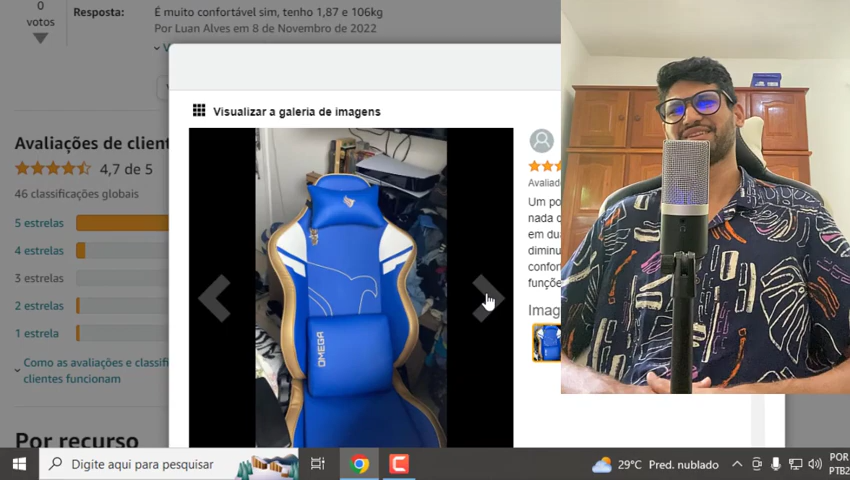 0
votos
Resposta:
É muito confortável sim, tenho 1,87 e 106kg
Por Luan Alves em 8 de Novembro de 2022
Visualizar a galeria de imagens
Avaliações de clien
4,7 de 5
46 classificações globais
5 estrelas
4 estrelas
3 estrelas
2 estrelas
1 estrela
Como as avaliações e classifi
clientes funcionam
Por recurso
OMEGA
Avaliado
Um po
nada c
em dua
diminu
confor
funçõe
Imag
Digite aqui para pesquisar
29°C Pred. nublado
POR
PTB2